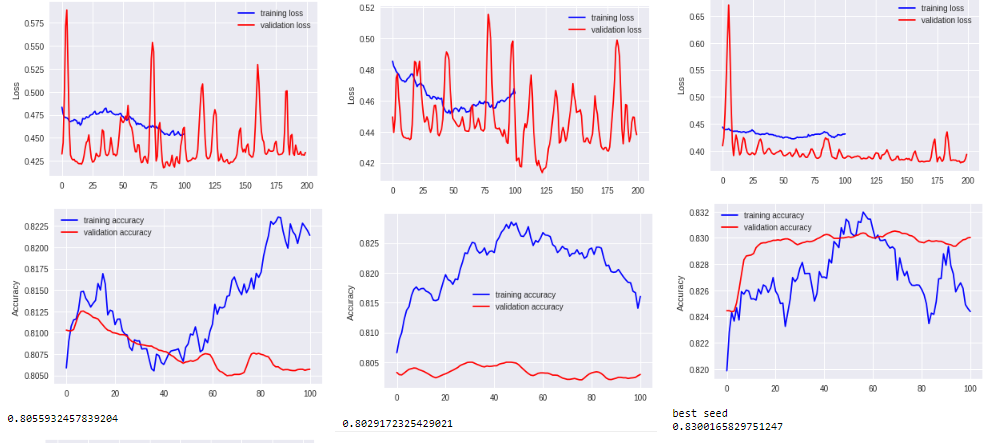 training loss
validation loss
Loss
0.575
0.550
0.525
0.500
0.475
0.450
0.425
0 25 50 75 100 125 150 175 200
training loss
validation loss
Loss
0.52
0.50
0.48
0.46
0.44
0.42
0 25 50 75 100 125 150 175 200
training loss
validation loss
Loss
0.65
0.60
0.55
0.50
0.45
0.40
0 25 50 75 100 125 150 175 200
training accuracy
validation accuracy
Accuracy
0.8225
0.8200
0.8175
0.8150
0.8125
0.8100
0.8075
0.8050
0 20 40 60 80 100
0.8055932457839204
training accuracy
validation accuracy
Accuracy
0.825
0.820
0.815
0.810
0.805
0 20 40 60 80 100
0.8029172325429021
training accuracy
validation accuracy
Accuracy
0.832
0.830
0.828
0.826
0.824
0.822
0.820
0 20 40 60 80 100
best seed
0.8300165829751247